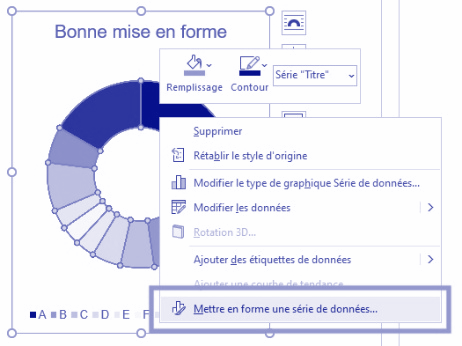 Bonne mise en forme
Remplissage Contour Série "Titre"
Supprimer
Rétablir le style d'origine
Modifier le type de graphique Série de données...
Modifier les données
Rotation 3D...
Ajouter des étiquettes de données
Ajouter une courbe de tendance
Mettre en forme une série de données...
A B C D E F